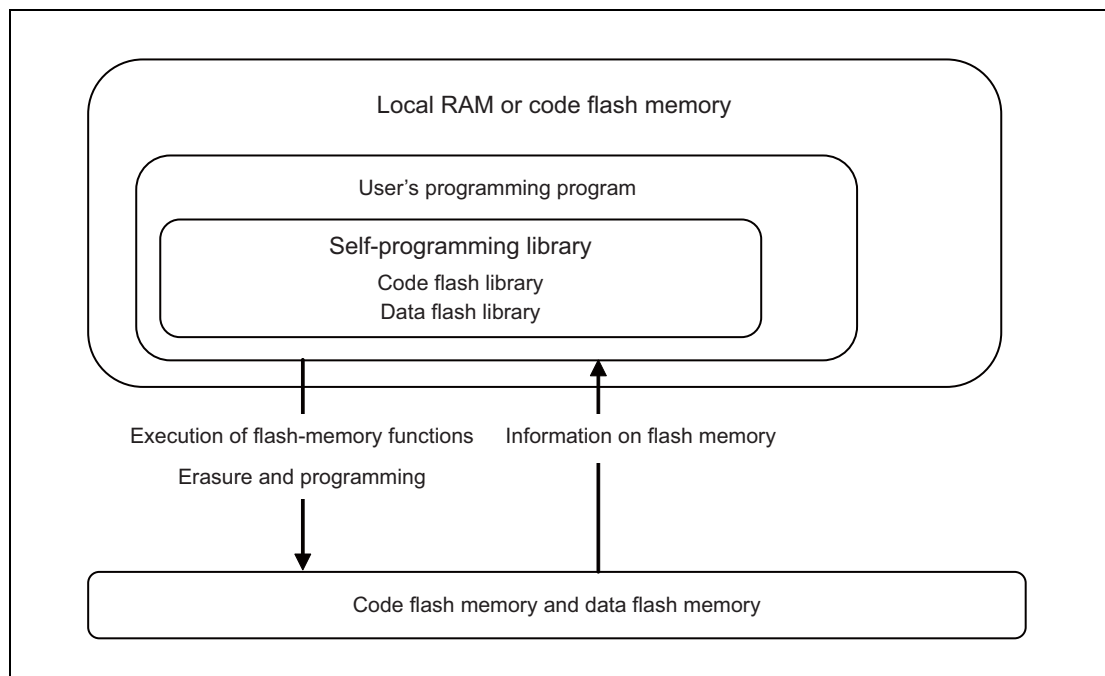 Local RAM or code flash memory
User’s programming program
Self-programming library
Code flash library
Data flash library
Execution of flash-memory functions
Erasure and programming
Information on flash memory
Code flash memory and data flash memory